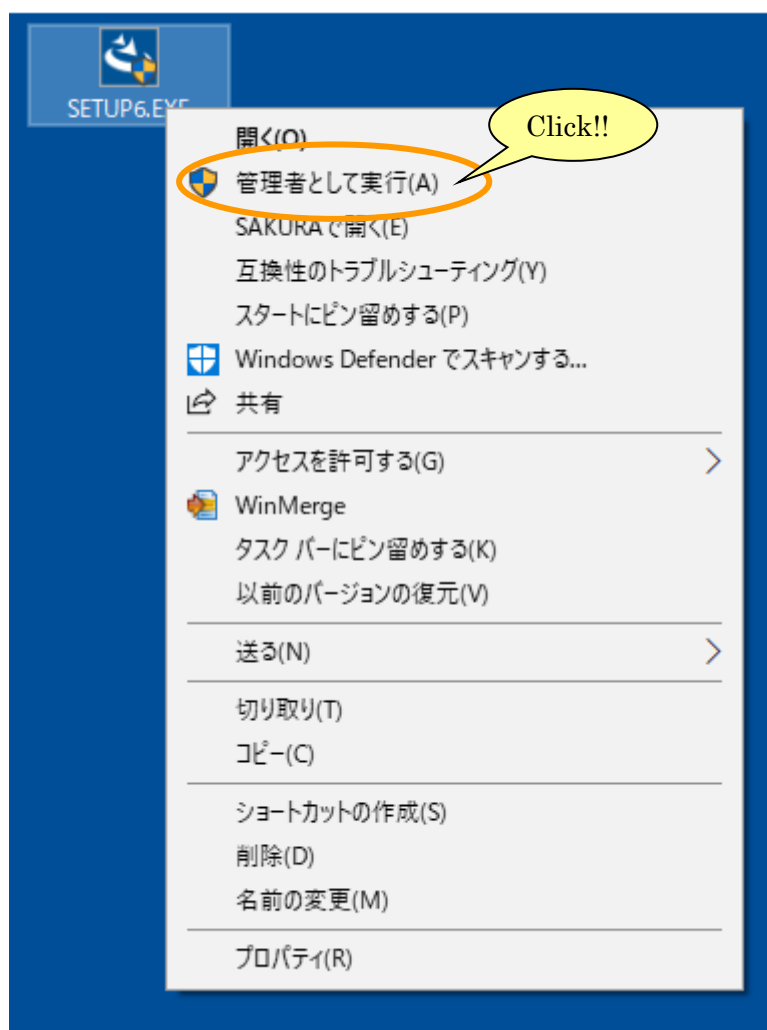 SETUP6.EXE
開く(O)
Click!!
管理者として実行(A)
SAKURAで開く(E)
互換性のトラブルシューティング(Y)
スタートにピン留めする(P)
Windows Defender でスキャンする...
共有
アクセスを許可する(G)
WinMerge
タスク バーにピン留めする(K)
以前のバージョンの復元(V)
送る(N)
切り取り(T)
コピー(C)
ショートカットの作成(S)
削除(D)
名前の変更(M)
プロパティ(R)